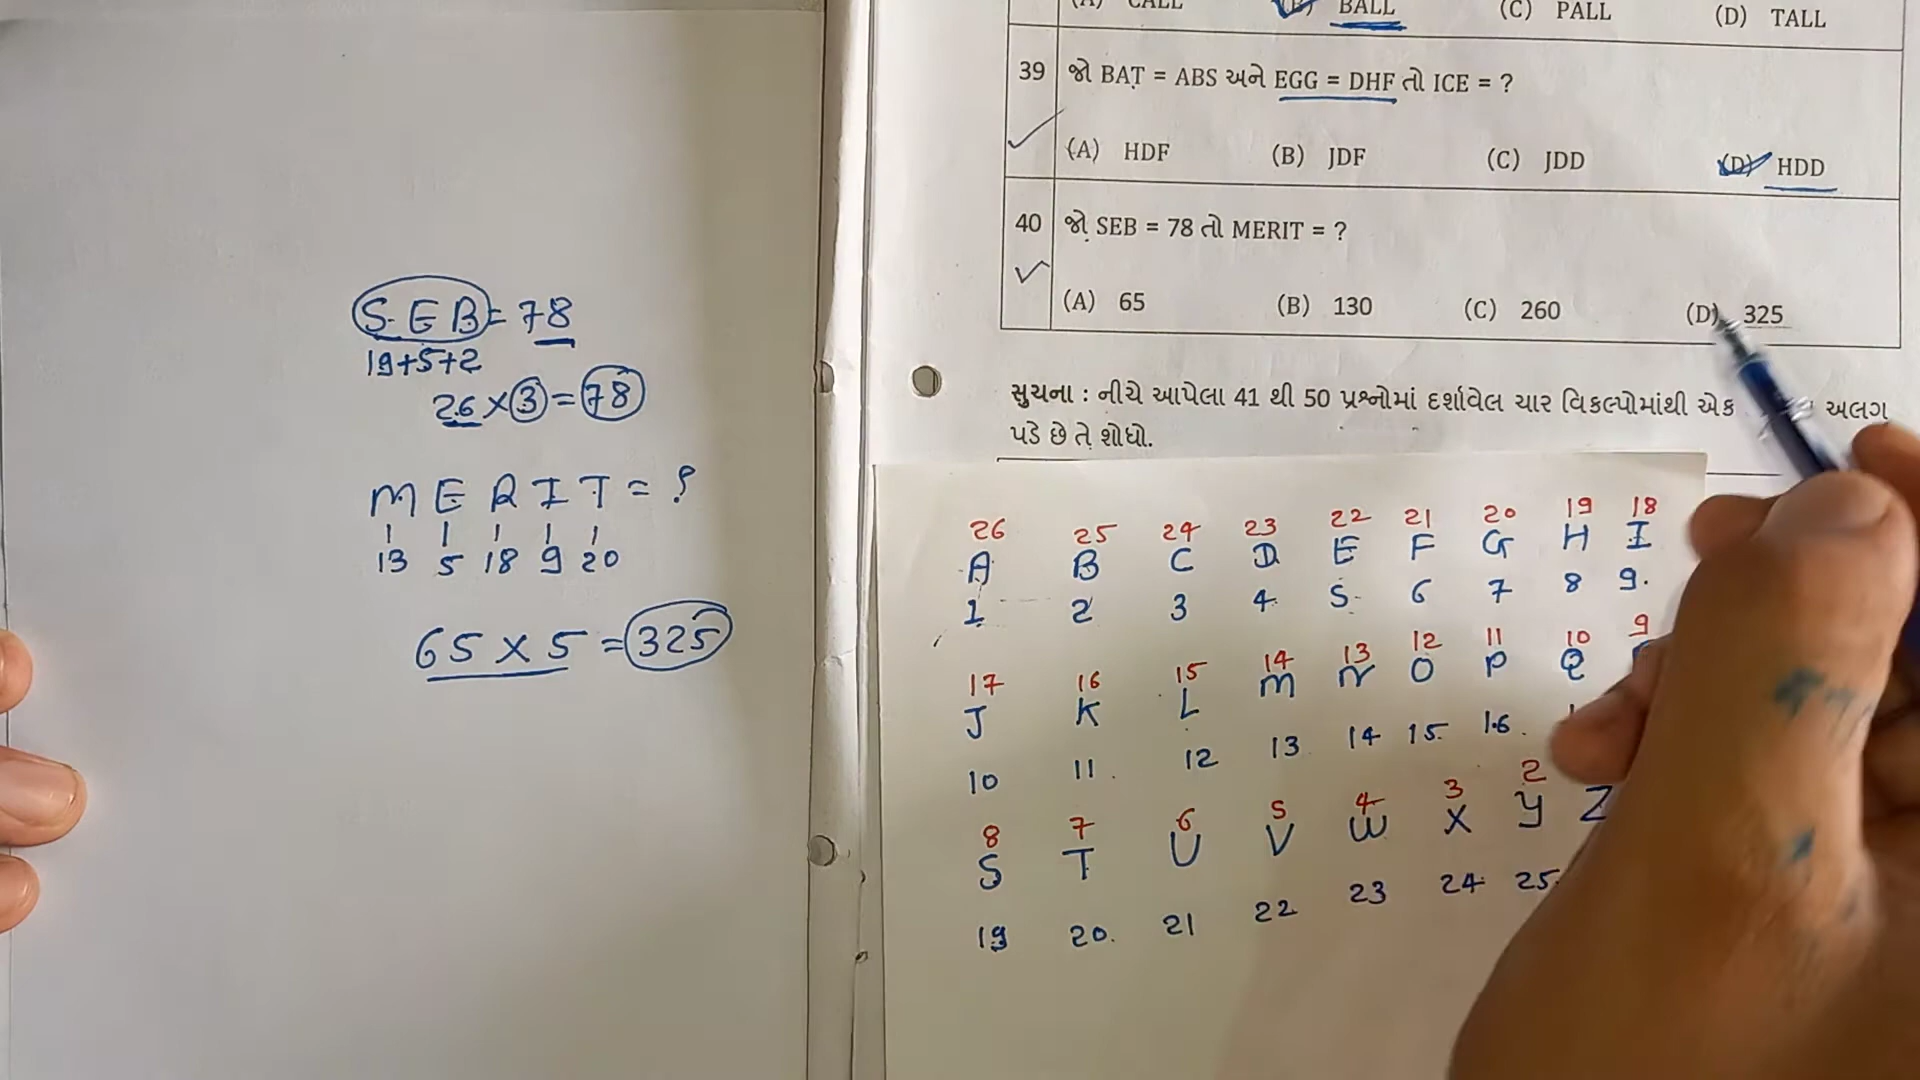 S E B = 78
19+5+2
26 × 3 = 78
M E R I T = ?
13 5 18 9 20
65 × 5 = 325
(A) CALL (B) BALL (C) PALL (D) TALL
39 જો BAT = ABS અને EGG = DHF તો ICE = ?
(A) HDF (B) JDF (C) JDD (D) HDD
40 જો SEB = 78 તો MERIT = ?
(A) 65 (B) 130 (C) 260 (D) 325
સુચના : નીચે આપેલા 41 થી 50 પ્રશ્નોમાં દર્શાવેલ ચાર વિકલ્પોમાંથી એક અલગ
પડે છે તે શોધો.
26 25 24 23 22 21 20 19 18
A B C D E F G H I
1 2 3 4 5 6 7 8 9
17 16 15 14 13 12 11 10 9
J K L M N O P Q
10 11 12 13 14 15 16
8 7 6 5 4 3 2
S T U V W X Y Z
19 20 21 22 23 24 25